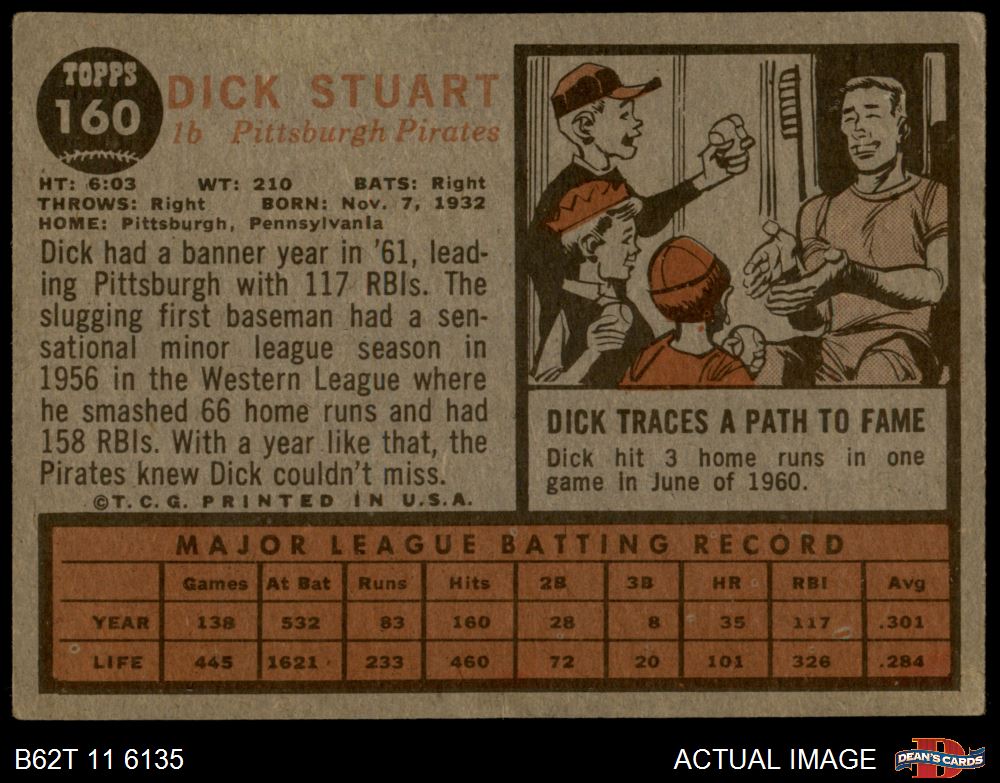 TOPPS
160
DICK STUART
1b Pittsburgh Pirates
HT: 6:03 WT: 210 BATS: Right
THROWS: Right BORN: Nov. 7, 1932
HOME: Pittsburgh, Pennsylvania
Dick had a banner year in '61, lead-
ing Pittsburgh with 117 RBIs. The
slugging first baseman had a sen-
sational minor league season in
1956 in the Western League where
he smashed 66 home runs and had
158 RBIs. With a year like that, the
Pirates knew Dick couldn't miss.
©T.C.G. PRINTED IN U.S.A.
DICK TRACES A PATH TO FAME
Dick hit 3 home runs in one
game in June of 1960.
MAJOR LEAGUE BATTING RECORD
Games At Bat Runs Hits 2B 3B HR RBI Avg
YEAR 138 532 83 160 28 8 35 117 .301
LIFE 445 1621 233 460 72 20 101 326 .284
B62T 11 6135
ACTUAL IMAGE
D
DEAN'S CARDS